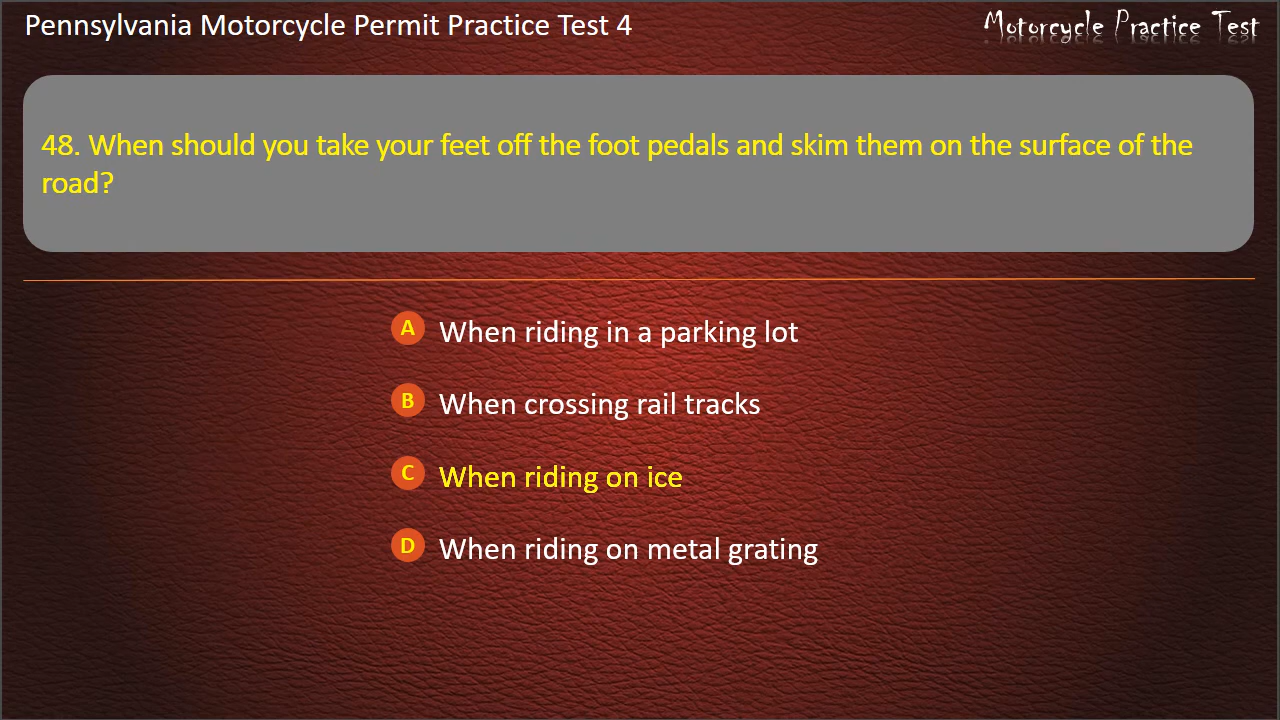 Pennsylvania Motorcycle Permit Practice Test 4
Motorcycle Practice Test
48. When should you take your feet off the foot pedals and skim them on the surface of the
road?
A When riding in a parking lot
B When crossing rail tracks
C When riding on ice
D When riding on metal grating